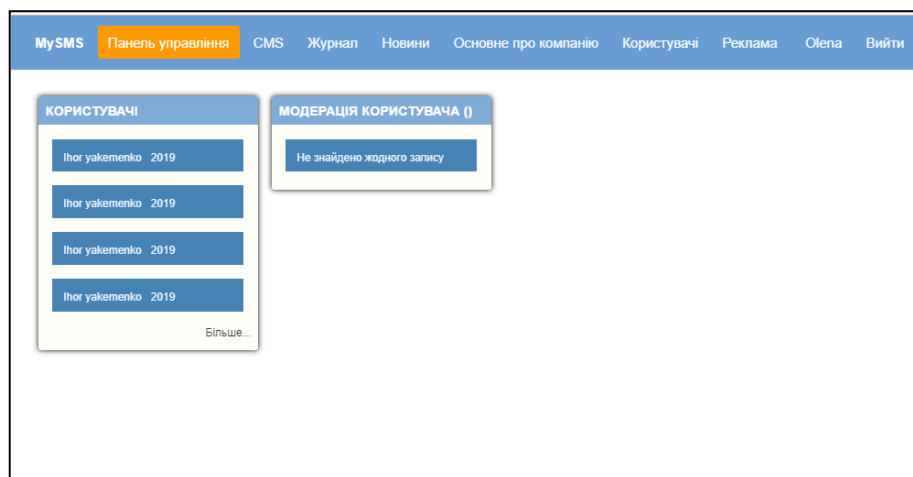 MySMS Панель управління CMS Журнал Новини Основне про компанію Користувачі Реклама Olena Вийти
КОРИСТУВАЧІ
Ihor yakemenko 2019
Ihor yakemenko 2019
Ihor yakemenko 2019
Ihor yakemenko 2019
Більше...
МОДЕРАЦІЯ КОРИСТУВАЧА ()
Не знайдено жодного запису